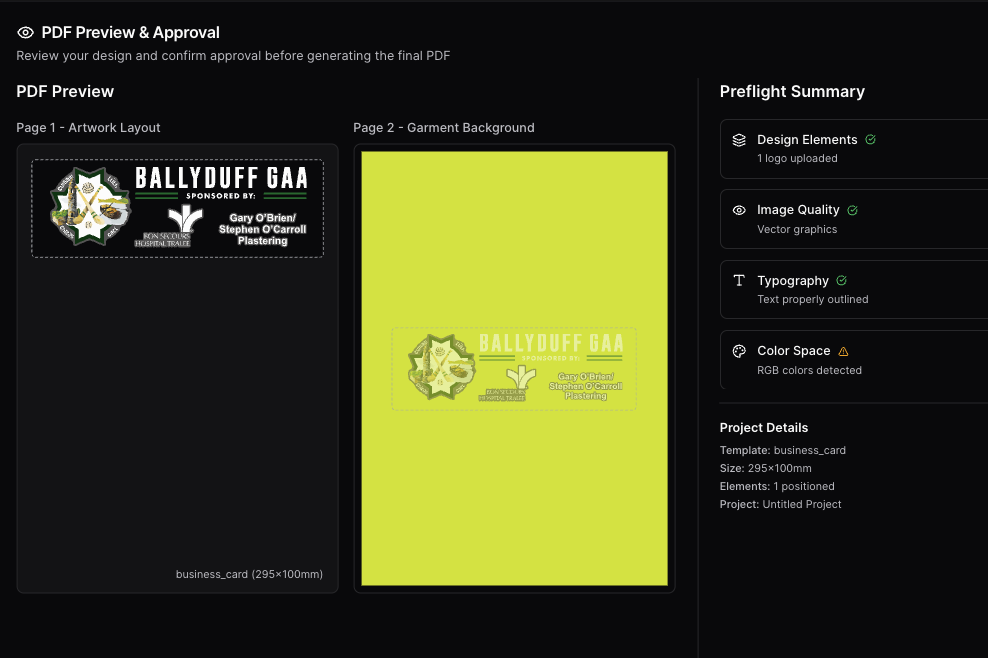 PDF Preview & Approval
Review your design and confirm approval before generating the final PDF
PDF Preview
Page 1 - Artwork Layout
BALLYDUFF GAA
SPONSORED BY:
BON SECOURS
HOSPITAL TRALEE
Gary O'Brien/
Stephen O'Carroll
Plastering
business_card (295×100mm)
Page 2 - Garment Background
BALLYDUFF GAA
SPONSORED BY:
BON SECOURS
HOSPITAL TRALEE
Gary O'Brien/
Stephen O'Carroll
Plastering
Preflight Summary
Design Elements
1 logo uploaded
Image Quality
Vector graphics
Typography
Text properly outlined
Color Space
RGB colors detected
Project Details
Template: business_card
Size: 295×100mm
Elements: 1 positioned
Project: Untitled Project